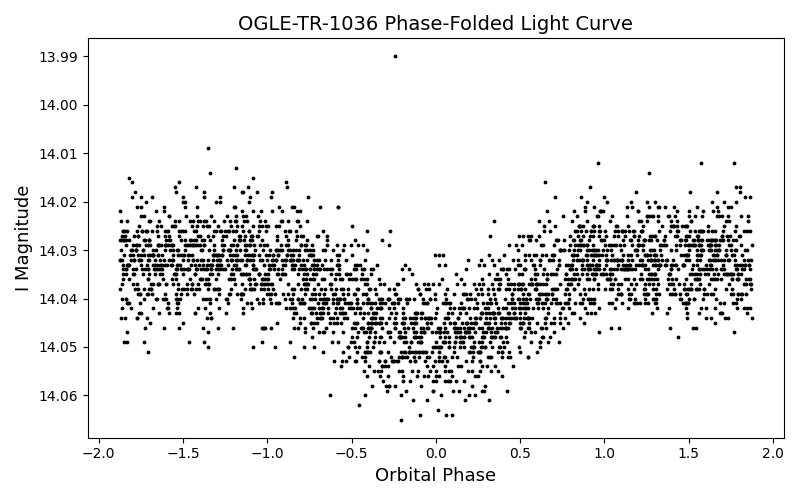 OGLE-TR-1036 Phase-Folded Light Curve
13.99
14.00
14.01
14.02
14.03
14.04
14.05
14.06
I Magnitude
−2.0 −1.5 −1.0 −0.5 0.0 0.5 1.0 1.5 2.0
Orbital Phase